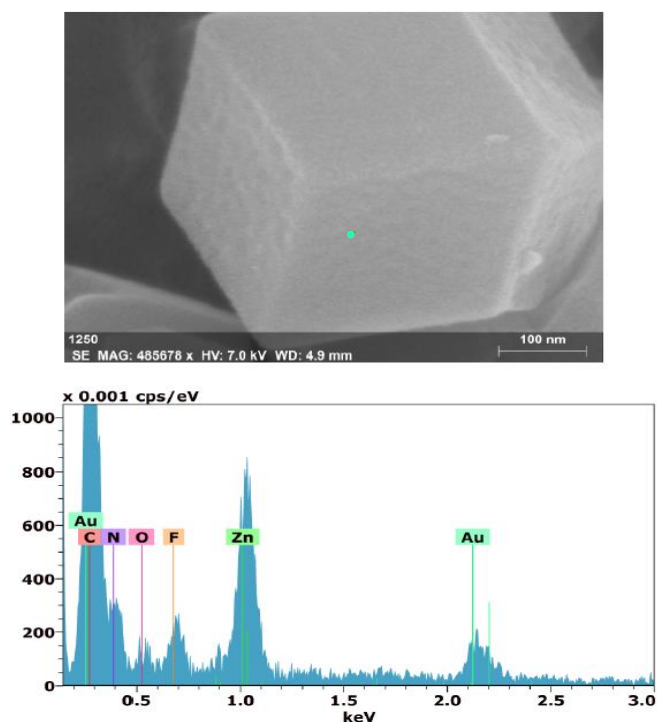 1250
SE MAG: 485678 x HV: 7.0 kV WD: 4.9 mm
100 nm
x 0.001 cps/eV
1000
800
600
400
200
0
Au
C N O F Zn Au
0.5 1.0 1.5 2.0 2.5 3.0
keV